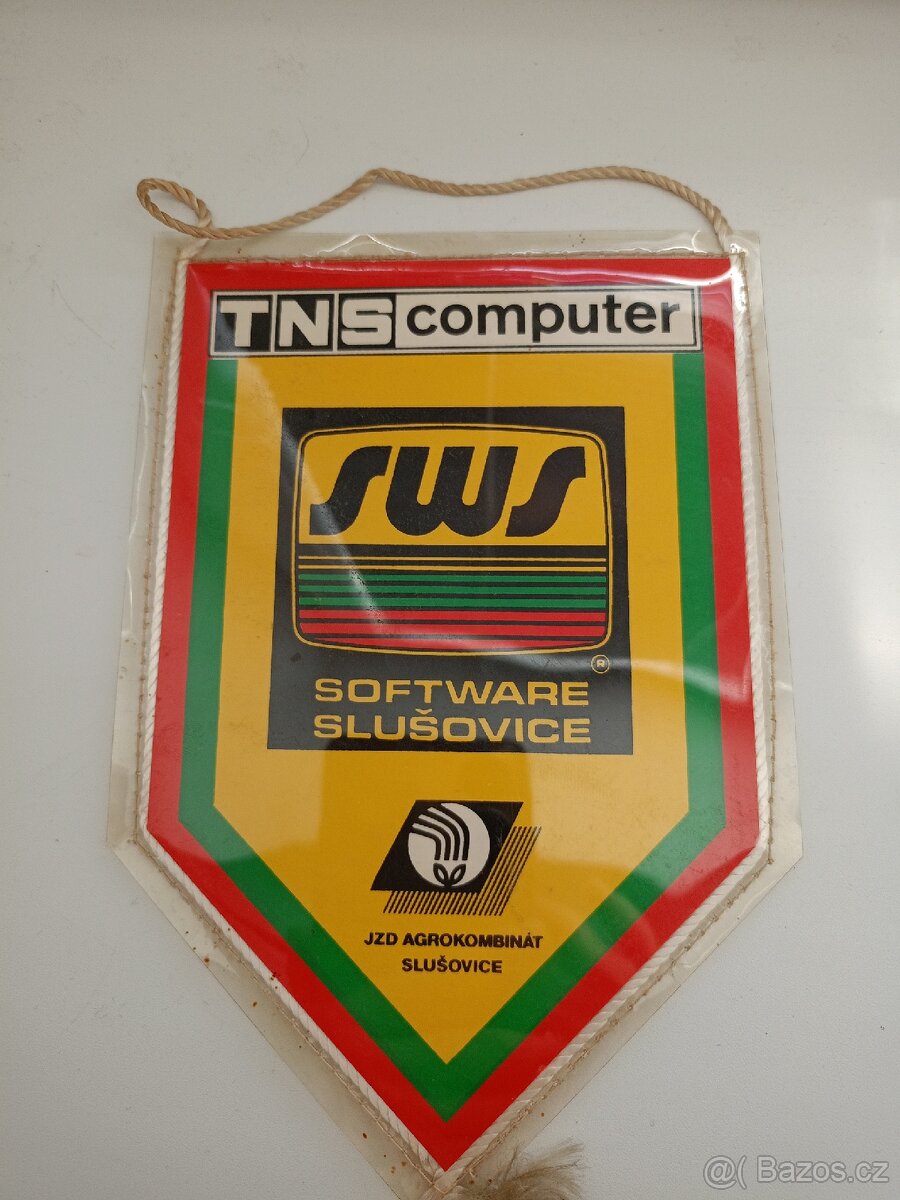 TNS computer
sws
®
SOFTWARE
SLUŠOVICE
JZD AGROKOMBINÁT
SLUŠOVICE
@( Bazos.cz